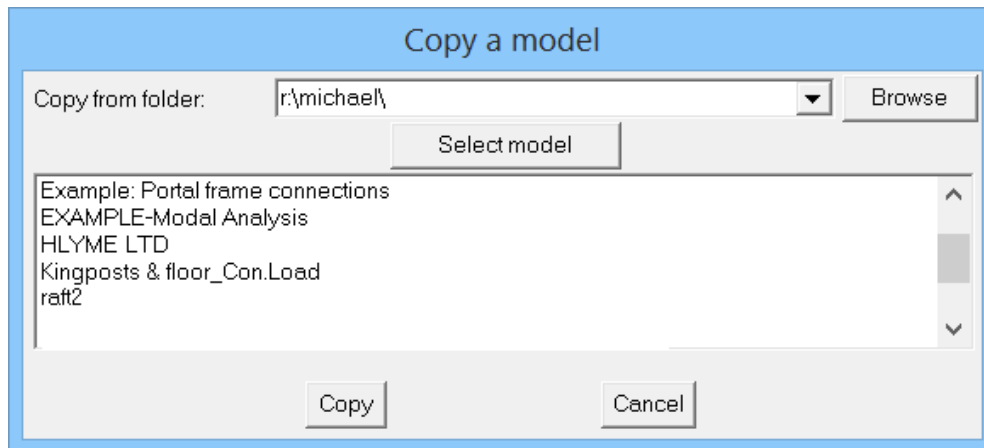 Copy a model
Copy from folder: r:\michael\ Browse
Select model
Example: Portal frame connections
EXAMPLE-Modal Analysis
HLYME LTD
Kingposts & floor_Con.Load
raft2
Copy Cancel